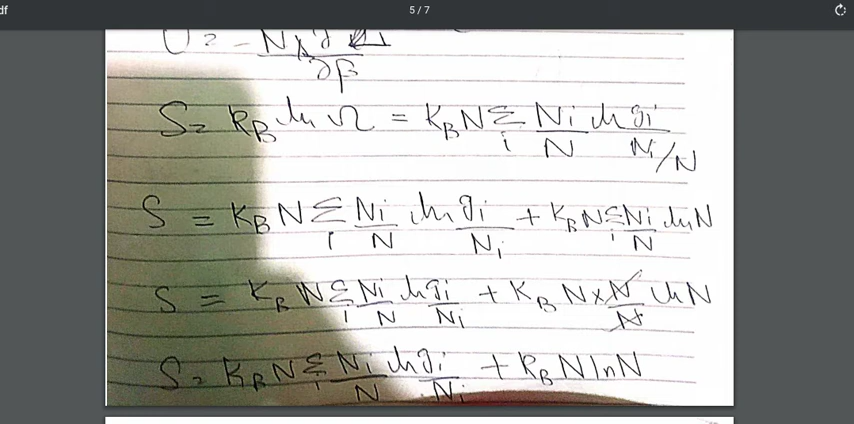 df
5 / 7
U = - N ∂
∂β
S = k_B ln Ω = K_B N Σ_i N_i/N ln g_i/(N_i/N)
S = K_B N Σ_i N_i/N ln g_i/N_i + K_B N Σ_i N_i/N ln N
S = K_B N Σ_i N_i/N ln g_i/N_i + K_B N × N/N ln N
S = K_B N Σ_i N_i/N ln g_i/N_i + k_B N ln N